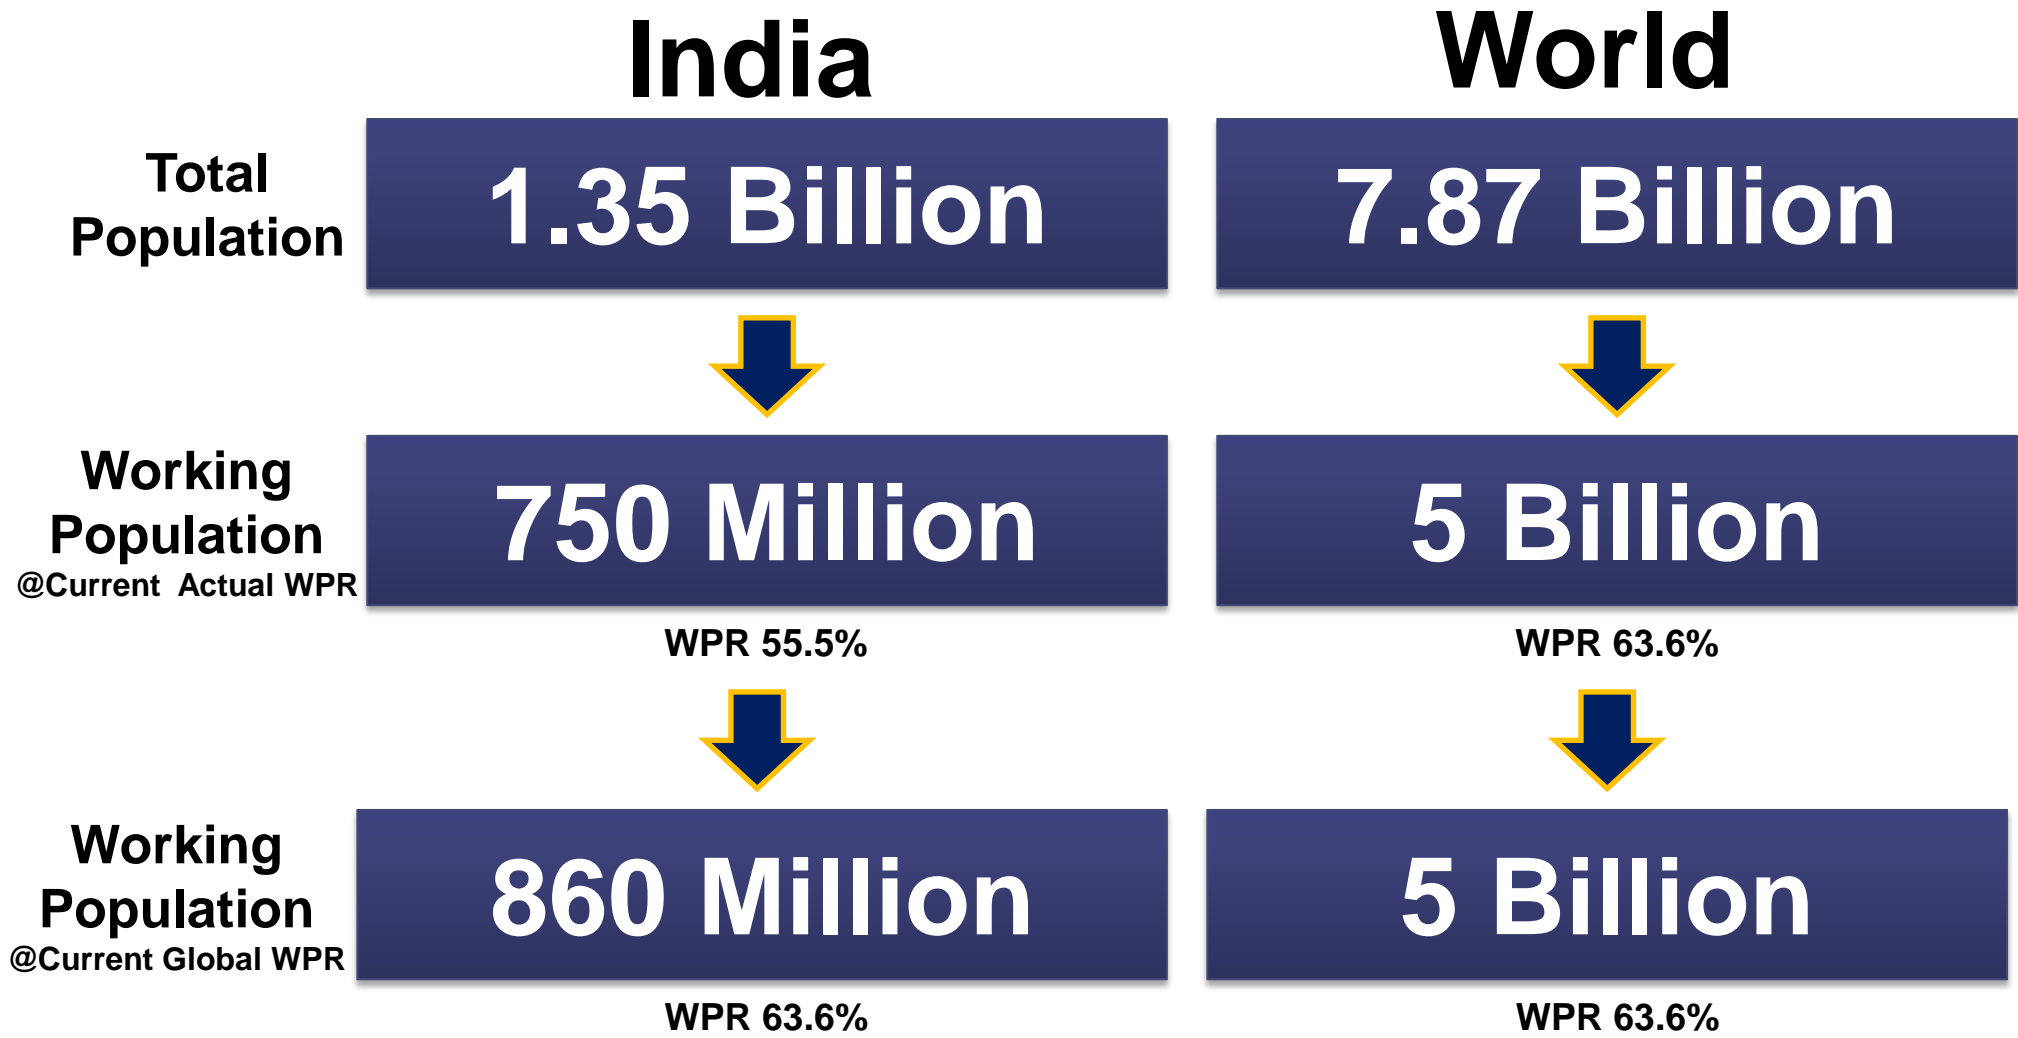 India
World
Total
Population
1.35 Billion
7.87 Billion
Working
Population
@Current  Actual WPR
750 Million
5 Billion
WPR 55.5%
WPR 63.6%
Working
Population
@Current Global WPR
860 Million
5 Billion
WPR 63.6%
WPR 63.6%